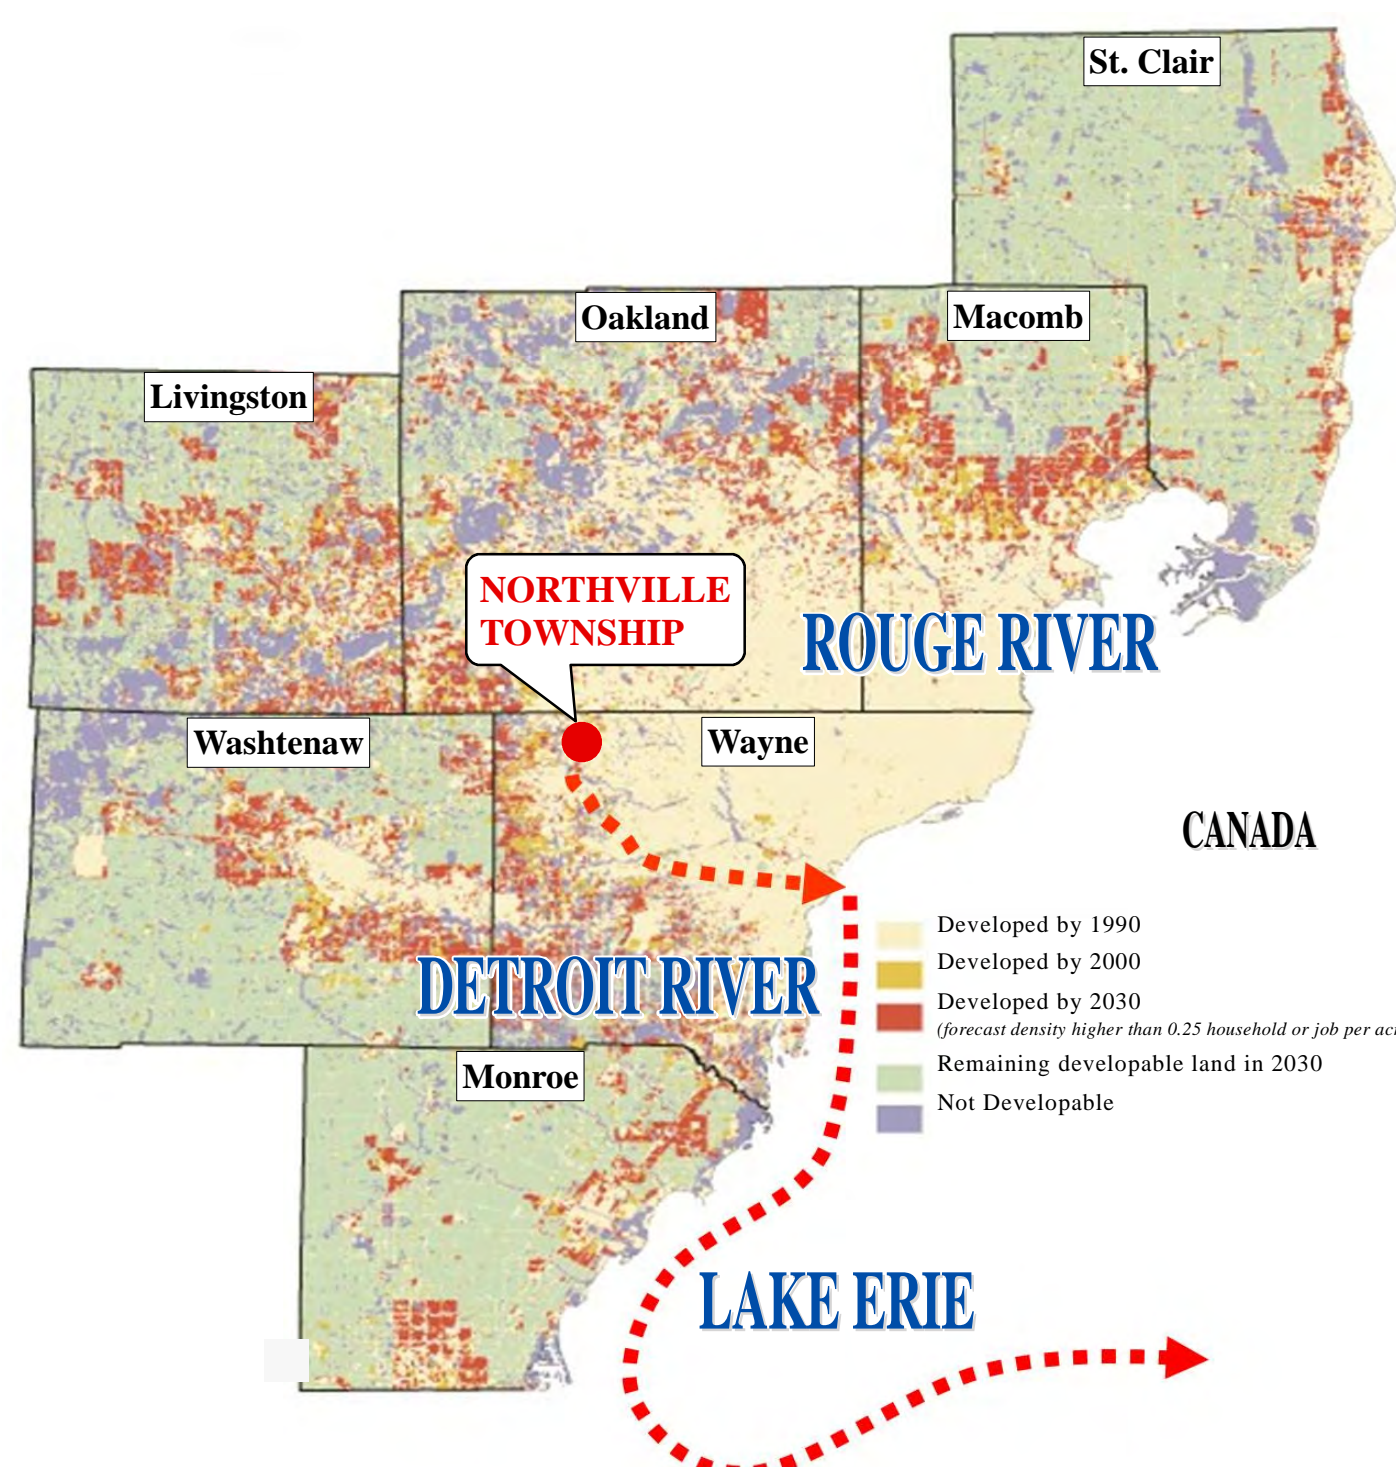 St. Clair
Oakland
Macomb
Livingston
NORTHVILLE
TOWNSHIP
ROUGE RIVER
Washtenaw
Wayne
CANADA
Developed by 1990
Developed by 2000
DETROIT RIVER
Developed by 2030
(forecast density higher than 0.25 household or job per
Remaining developable land in 2030
Monroe
Not Developable
LAKE ERIE